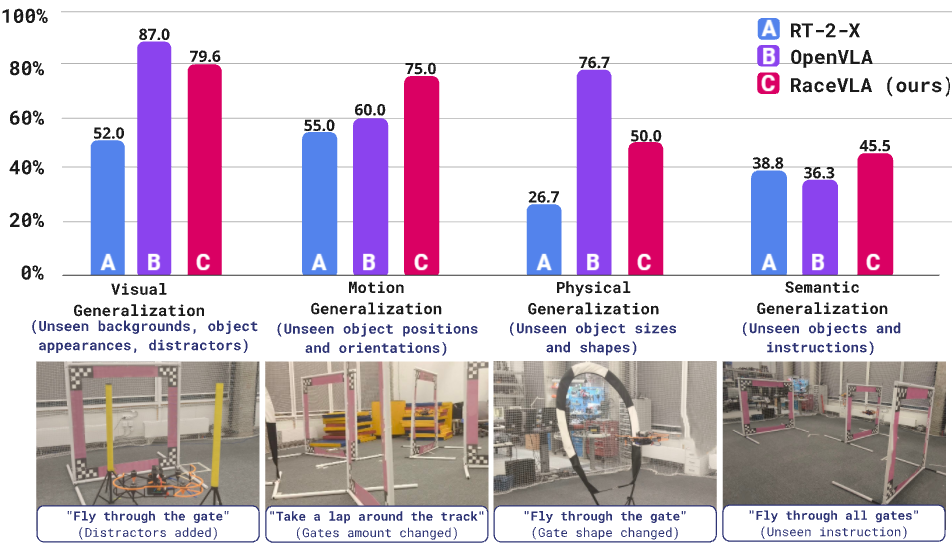 100%
80%
60%
40%
20%
0%
A RT-2-X
B OpenVLA
C RaceVLA (ours)
52.0
87.0
79.6
55.0
60.0
75.0
26.7
76.7
50.0
38.8
36.3
45.5
A B C
A B C
A B C
A B C
Visual
Generalization
(Unseen backgrounds, object
appearances, distractors)
Motion
Generalization
(Unseen object positions
and orientations)
Physical
Generalization
(Unseen object sizes
and shapes)
Semantic
Generalization
(Unseen objects and
instructions)
"Fly through the gate"
(Distractors added)
"Take a lap around the track"
(Gates amount changed)
"Fly through the gate"
(Gate shape changed)
"Fly through all gates"
(Unseen instruction)